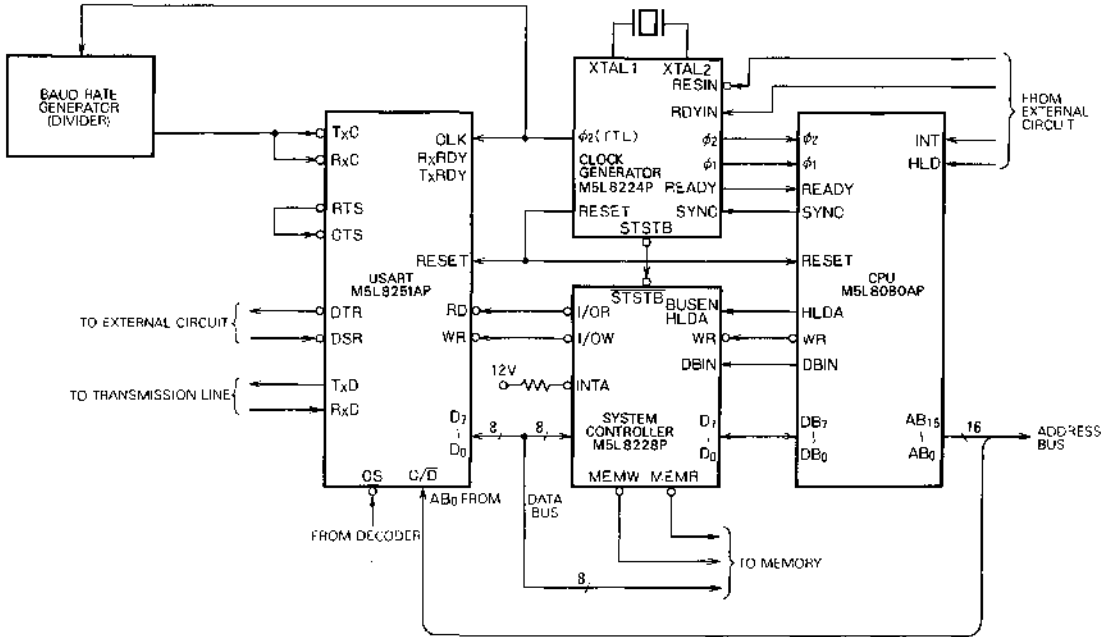 BAUD RATE
GENERATOR
(DIVIDER)
TxC
RxC
RTS
CTS
DTR
DSR
TxD
RxD
CLK
RxRDY
TxRDY
RESET
USART
M5L8251AP
RD
WR
D7
D0
CS
C/D
TO EXTERNAL CIRCUIT
TO TRANSMISSION LINE
FROM DECODER
AB0 FROM
XTAL1
XTAL2
RESIN
RDYIN
φ2(TTL)
φ2
φ1
CLOCK
GENERATOR
M5L8224P
READY
RESET
SYNC
STSTB
STSTB
BUSEN
HLDA
I/OR
I/OW
WR
DBIN
12V
INTA
SYSTEM
CONTROLLER
M5L8228P
D7
D0
MEMW
MEMR
8
8
DATA
BUS
8
TO MEMORY
FROM
EXTERNAL
CIRCUIT
INT
HLD
φ2
φ1
READY
SYNC
RESET
CPU
M5L8080AP
HLDA
WR
DBIN
DB7
DB0
AB15
AB0
16
ADDRESS
BUS